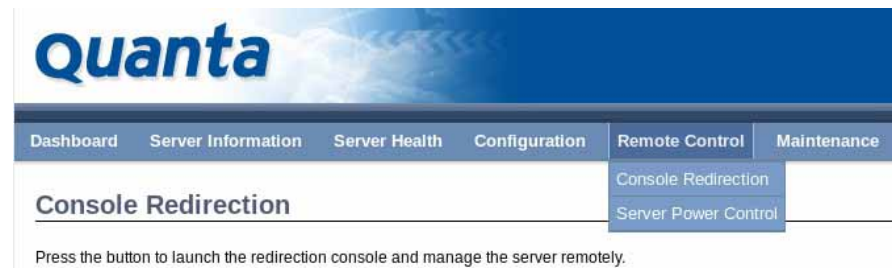 Quanta
Dashboard Server Information Server Health Configuration Remote Control Maintenance
Console Redirection
Server Power Control
Console Redirection
Press the button to launch the redirection console and manage the server remotely.